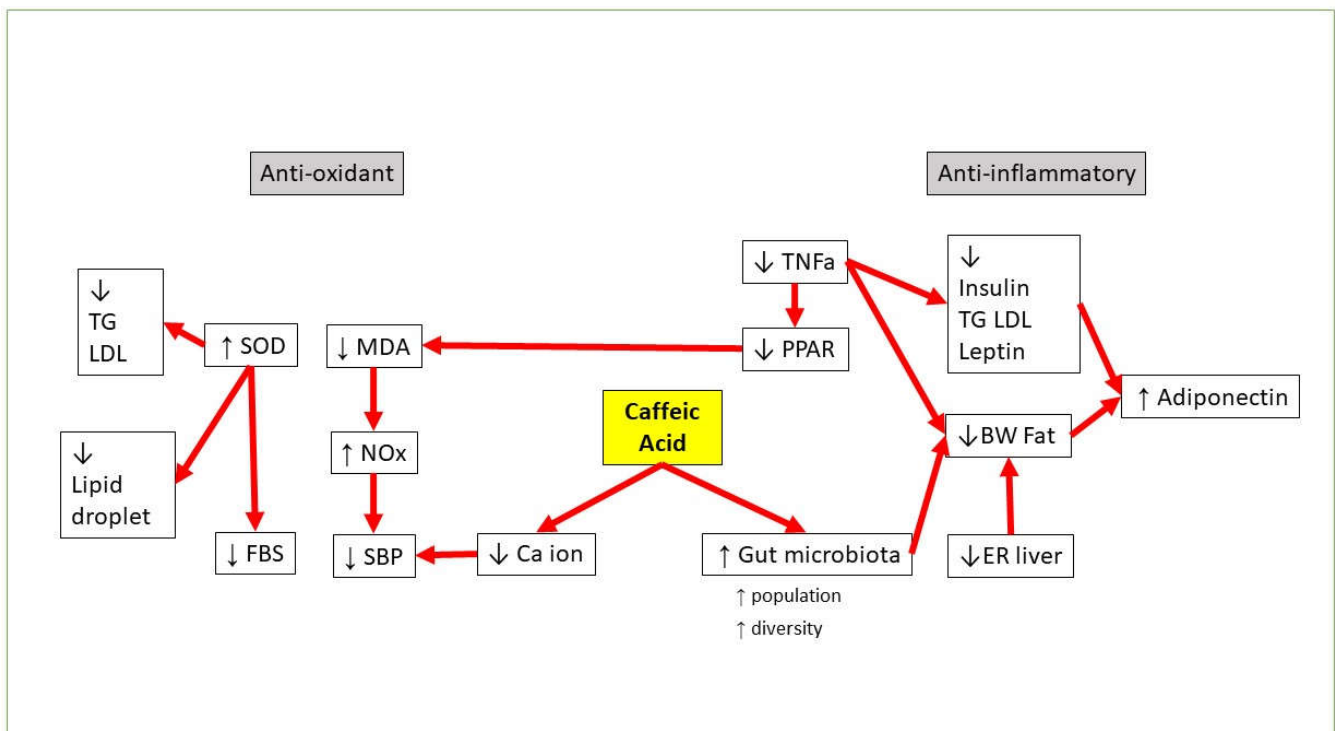 Anti-oxidant
Anti-inflammatory
↓
TG
LDL
↑ SOD
↓
Lipid
droplet
↓ FBS
↓ MDA
↑ NOx
↓ SBP
↓ Ca ion
Caffeic
Acid
↓ TNFa
↓ PPAR
↑ Gut microbiota
↑ population
↑ diversity
↓
Insulin
TG LDL
Leptin
↓BW Fat
↓ER liver
↑ Adiponectin